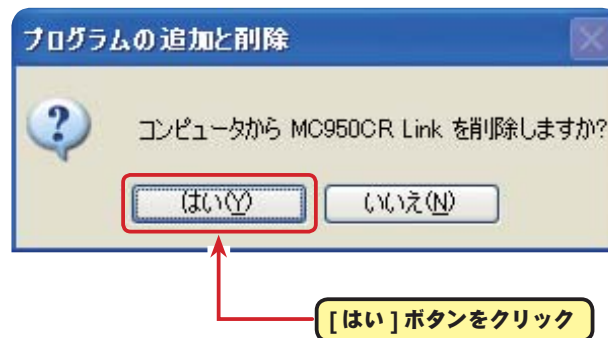 プログラムの追加と削除
コンピュータから MC950CR Link を削除しますか?
はい(Y)
いいえ(N)
[ はい ] ボタンをクリック